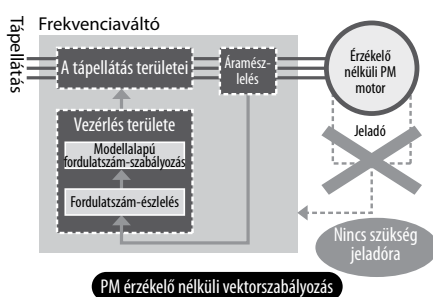 Frekvenciaváltó
Tápellátás
A tápellátás területei
Áramész-
lelés
Érzékelő
nélküli PM
motor
Vezérlés területe
Modellalapú
fordulatszám-szabályozás
Fordulatszám-észlelés
Jeladó
Nincs szükség
jeladóra
PM érzékelő nélküli vektorszabályozás